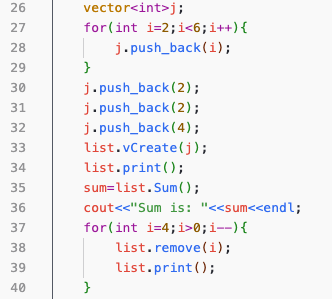 26 vector<int>j;
27 for(int i=2;i<6;i++){
28 j.push_back(i);
29 }
30 j.push_back(2);
31 j.push_back(2);
32 j.push_back(4);
33 list.vCreate(j);
34 list.print();
35 sum=list.Sum();
36 cout<<"Sum is: "<<sum<<endl;
37 for(int i=4;i>0;i--){
38 list.remove(i);
39 list.print();
40 }